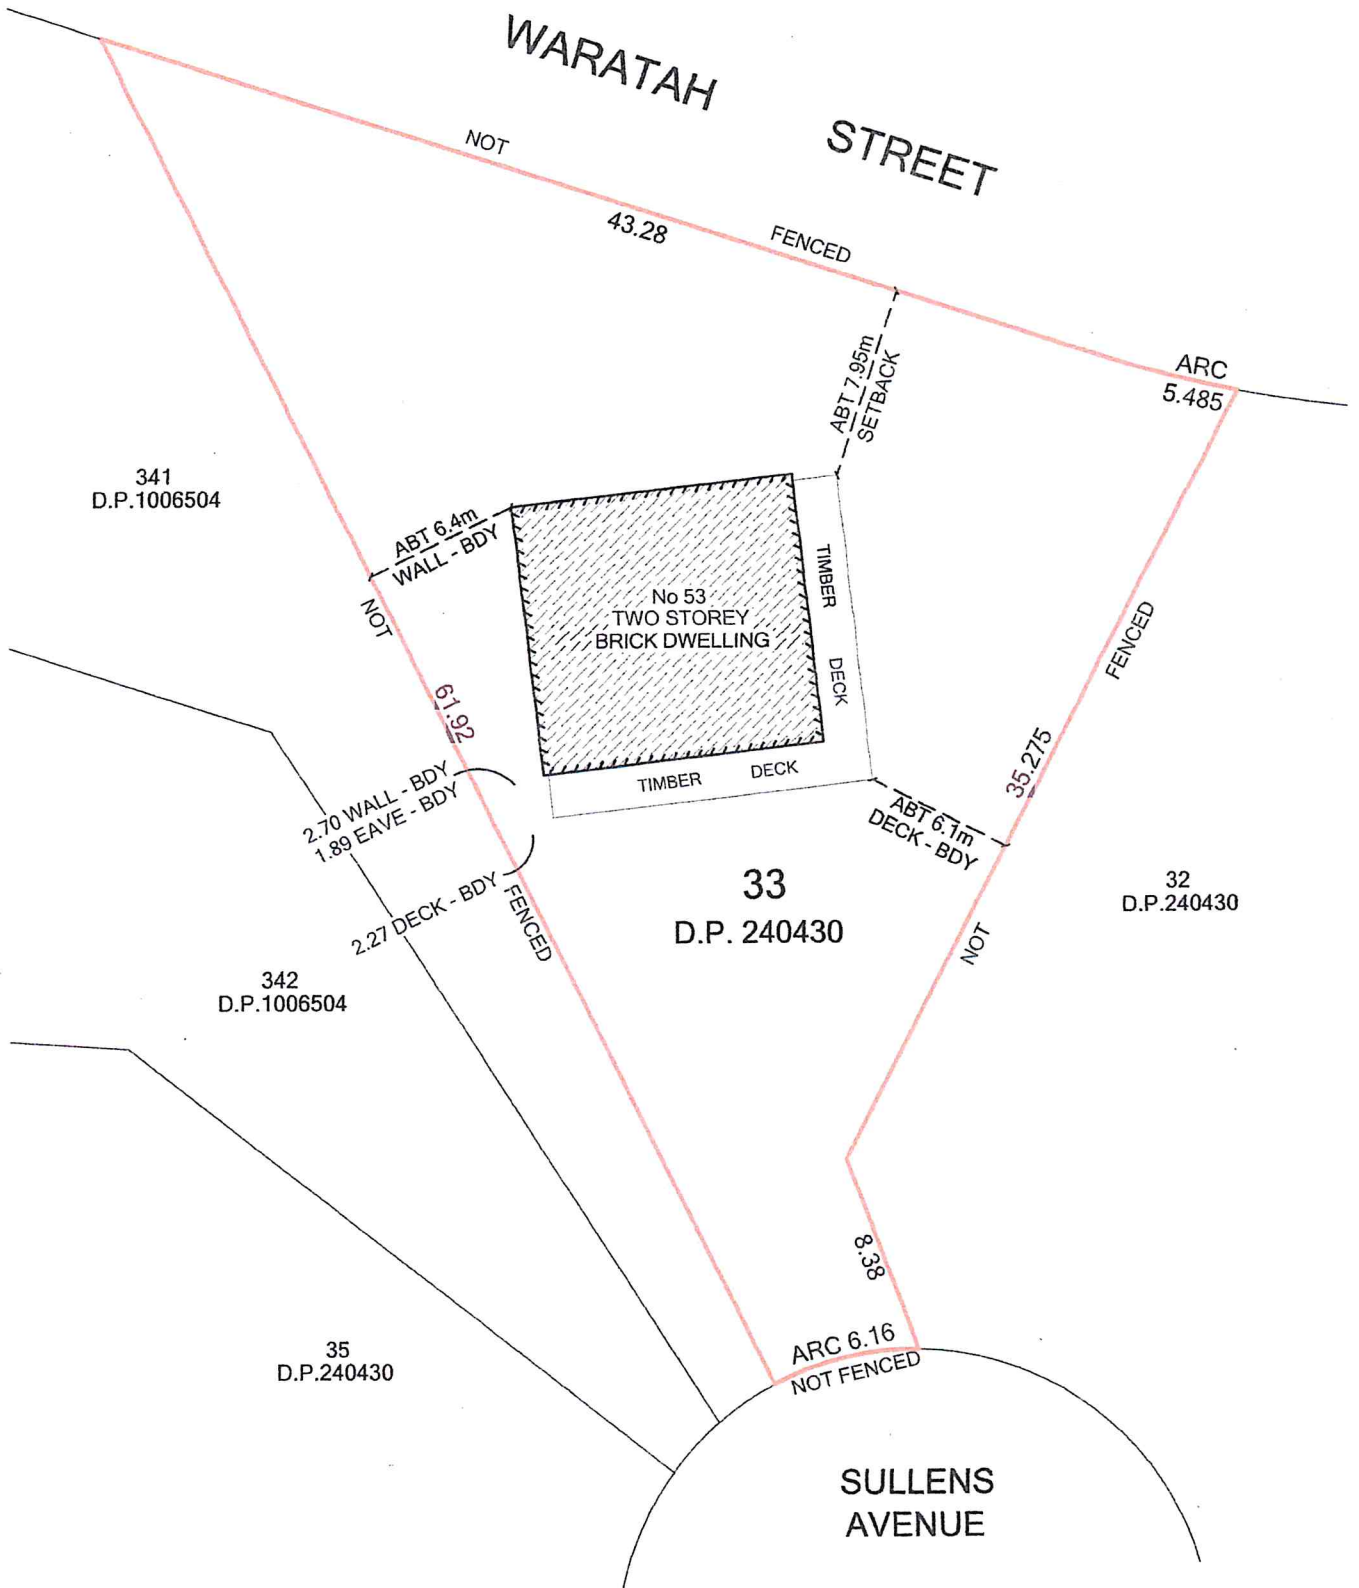 WARATAH
STREET
NOT
43.28
FENCED
ARC
5.485
ABT 7.95m
SETBACK
341
D.P.1006504
ABT 6.4m
WALL - BDY
NOT
No 53
TWO STOREY
BRICK DWELLING
TIMBER
DECK
FENCED
61.92
35.275
TIMBER DECK
2.70 WALL - BDY
1.89 EAVE - BDY
ABT 6.1m
DECK - BDY
2.27 DECK - BDY
FENCED
33
D.P. 240430
32
D.P.240430
NOT
342
D.P.1006504
8.38
35
D.P.240430
ARC 6.16
NOT FENCED
SULLENS
AVENUE